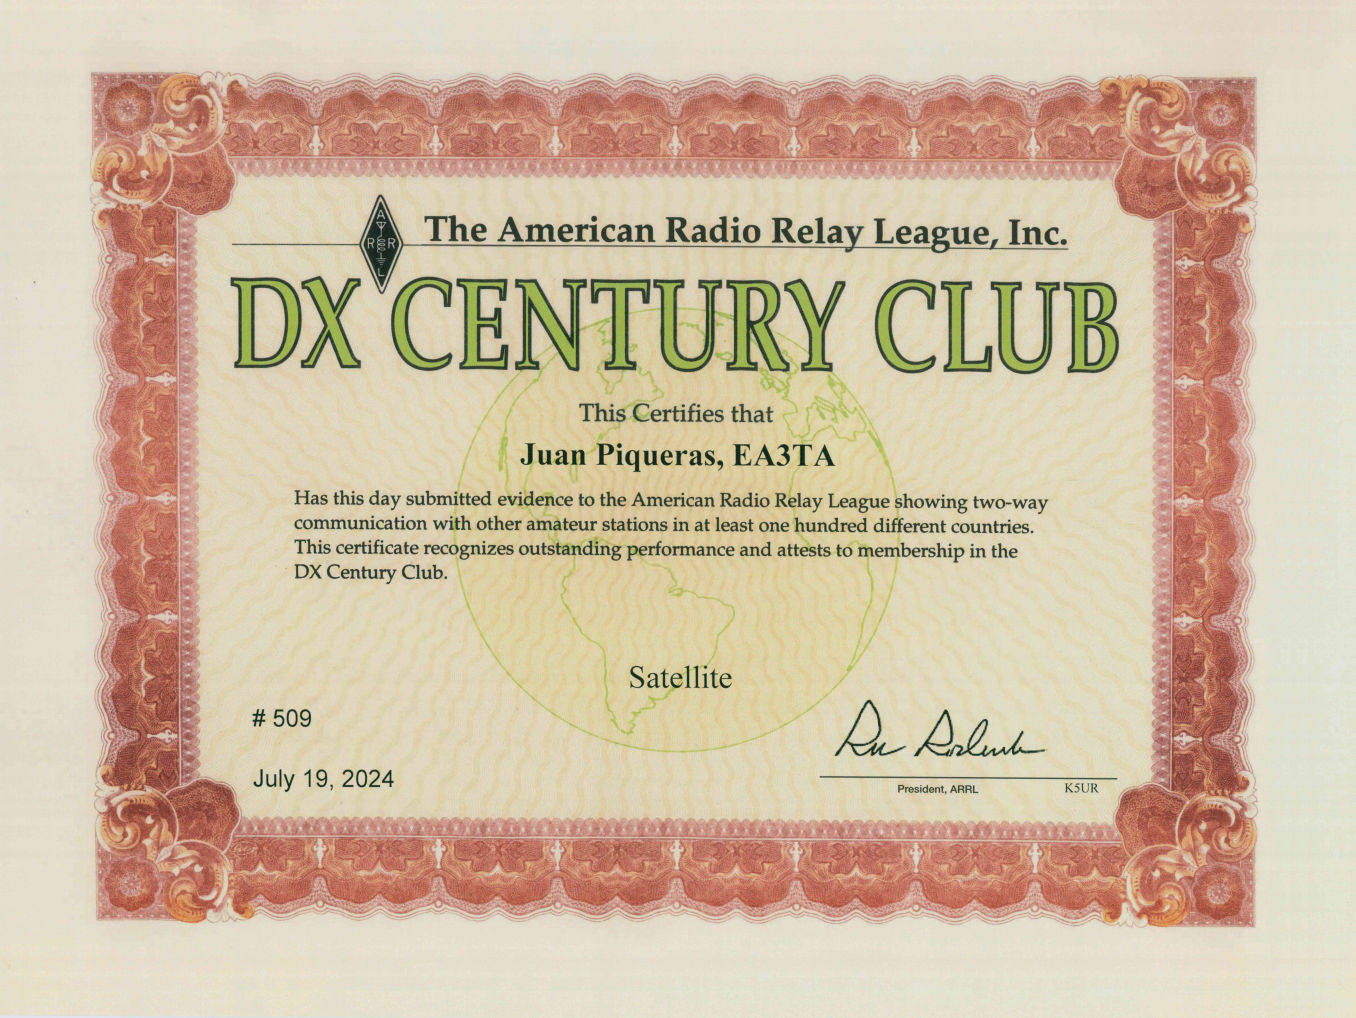 The American Radio Relay League, Inc.
A
R R
L
DX CENTURY CLUB
This Certifies that
Juan Piqueras, EA3TA
Has this day submitted evidence to the American Radio Relay League showing two-way
communication with other amateur stations in at least one hundred different countries.
This certificate recognizes outstanding performance and attests to membership in the
DX Century Club.
Satellite
# 509
July 19, 2024
President, ARRL K5UR